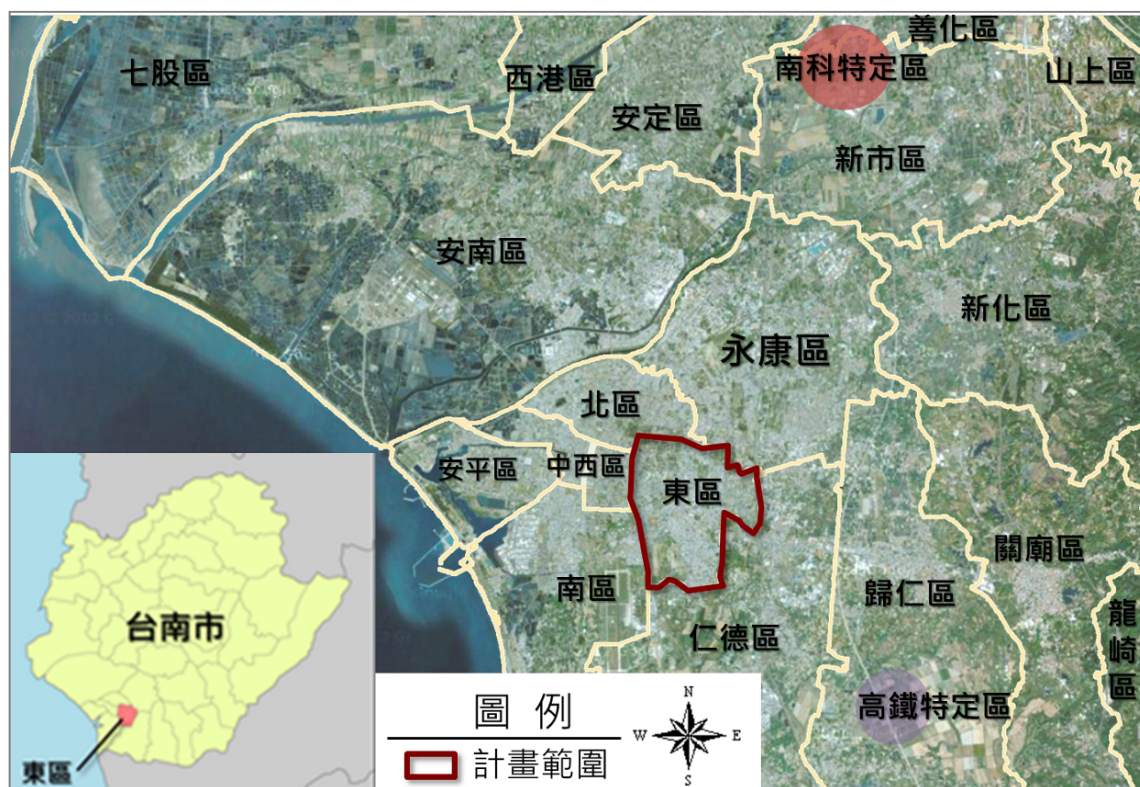 善化區
七股區
西港區
南科特定區
山上區
安定區
新市區
安南區
新化區
永康區
北區
安平區
中西區
東區
關廟區
南區
歸仁區
龍崎區
仁德區
高鐵特定區
台南市
東區
圖 例
計畫範圍
N
W
E
S